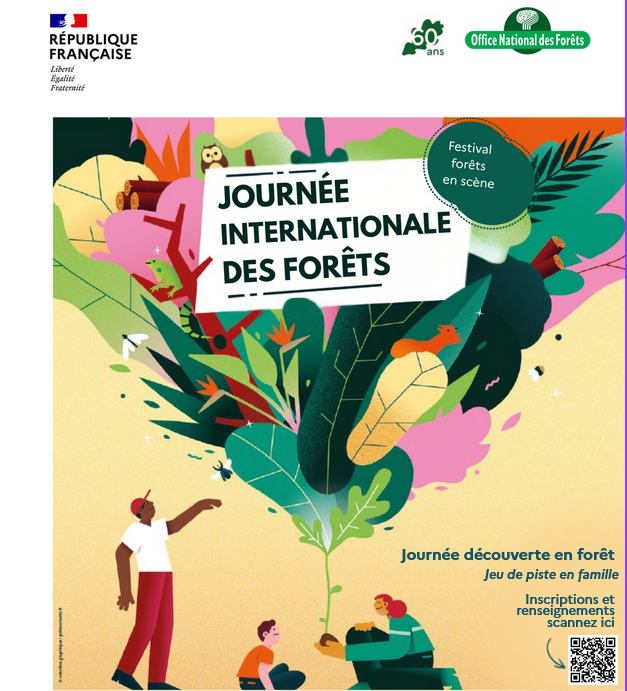 RÉPUBLIQUE
FRANÇAISE
Liberté
Égalité
Fraternité
60
ans
Office National des Forêts
Festival
forêts
en scène
JOURNÉE
INTERNATIONALE
DES FORÊTS
Journée découverte en forêt
Jeu de piste en famille
Inscriptions et
renseignements
scannez ici